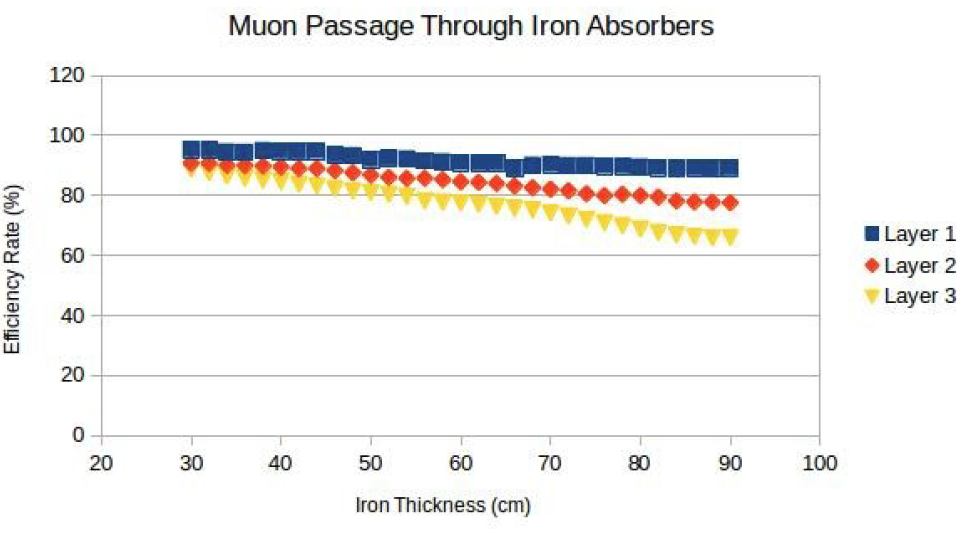 Muon Passage Through Iron Absorbers
120
100
80
60
40
20
0
Efficiency Rate (%)
20 30 40 50 60 70 80 90 100
Iron Thickness (cm)
Layer 1
Layer 2
Layer 3